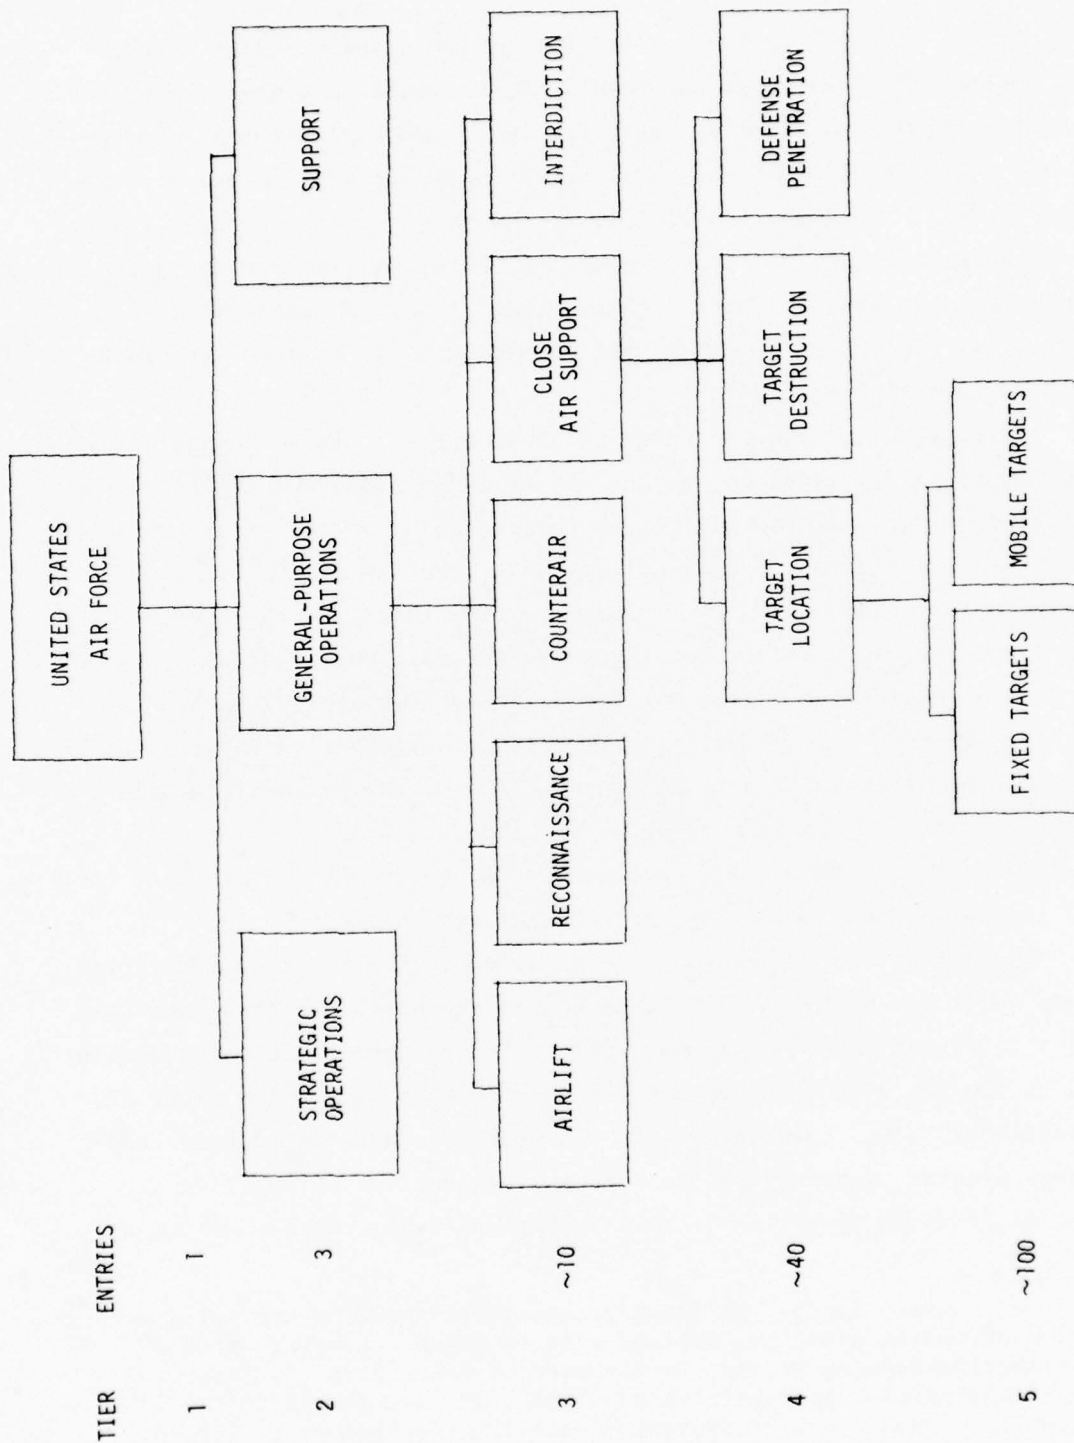 TIER ENTRIES
1 1
UNITED STATES
AIR FORCE
2 3
STRATEGIC
OPERATIONS
GENERAL-PURPOSE
OPERATIONS
SUPPORT
3 ~10
AIRLIFT
RECONNAISSANCE
COUNTERAIR
CLOSE
AIR SUPPORT
INTERDICTION
4 ~40
TARGET
LOCATION
TARGET
DESTRUCTION
DEFENSE
PENETRATION
5 ~100
FIXED TARGETS
MOBILE TARGETS